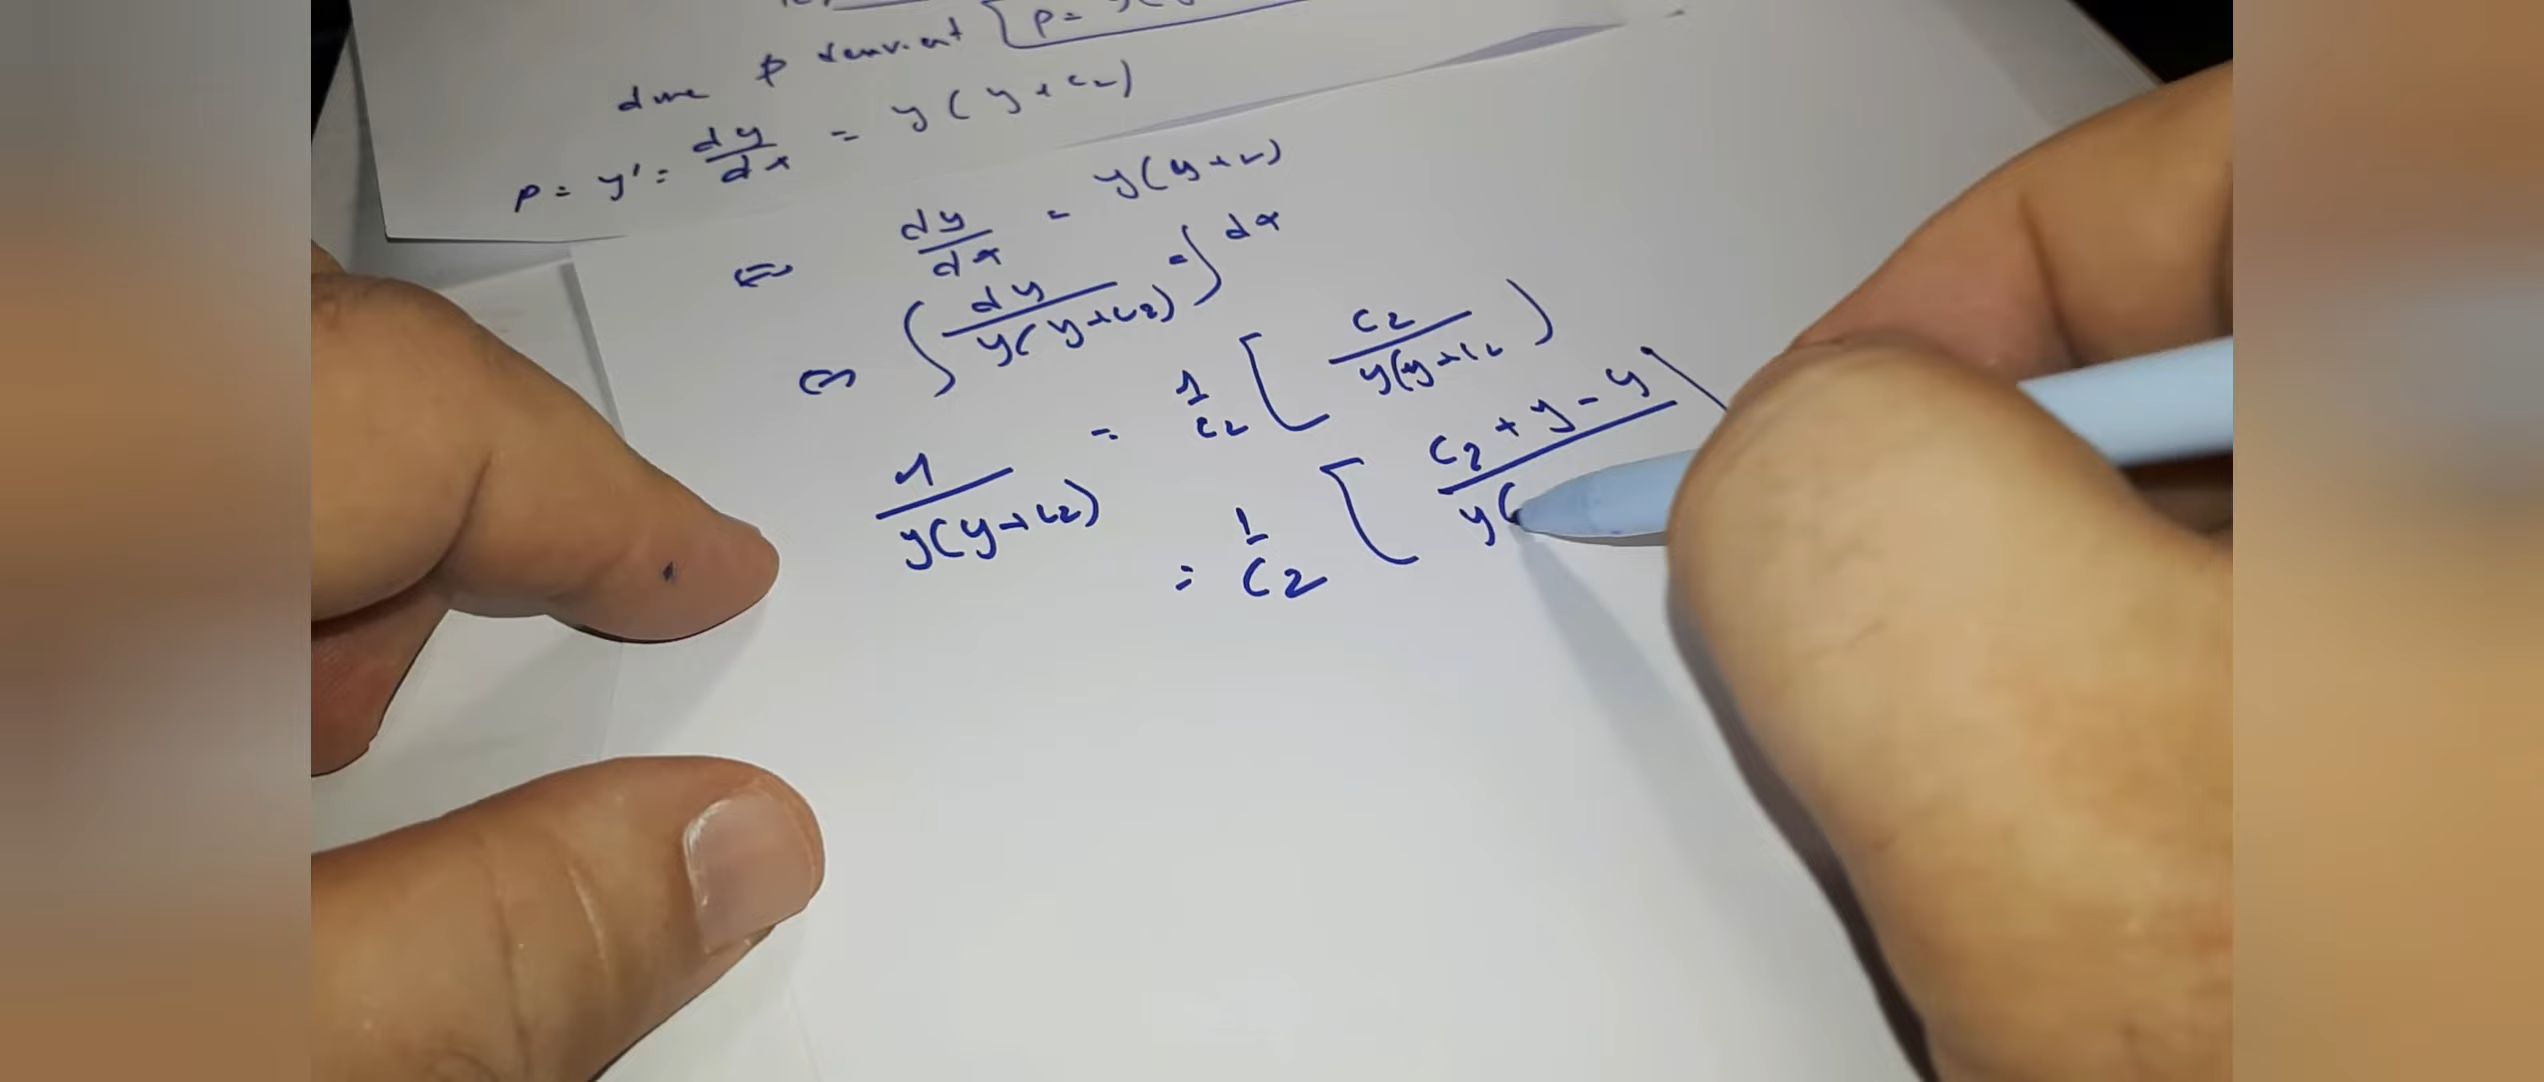 donc p devient [ p = y(
p = y' = dy/dx = y(y+c2)
⇔ dy/dx = y(y+c2)
⇔ ∫ dy/y(y+c2) = ∫ dx
1/y(y+c2) = 1/c2 [ c2/y(y+c2 )
= 1/c2 [ c2+y-y/y(